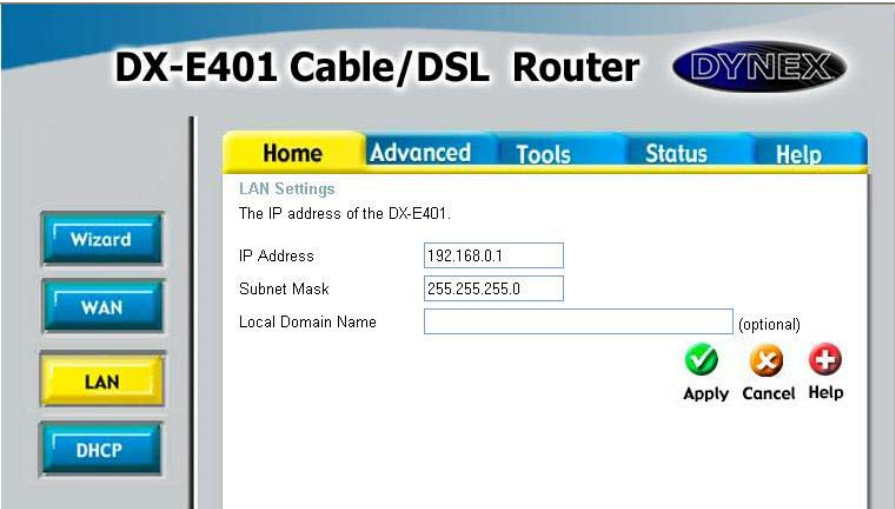 DX-E401 Cable/DSL Router DYNEX
Home Advanced Tools Status Help
LAN Settings
The IP address of the DX-E401.
Wizard
IP Address 192.168.0.1
Subnet Mask 255.255.255.0
WAN
Local Domain Name (optional)
Apply Cancel Help
LAN
DHCP